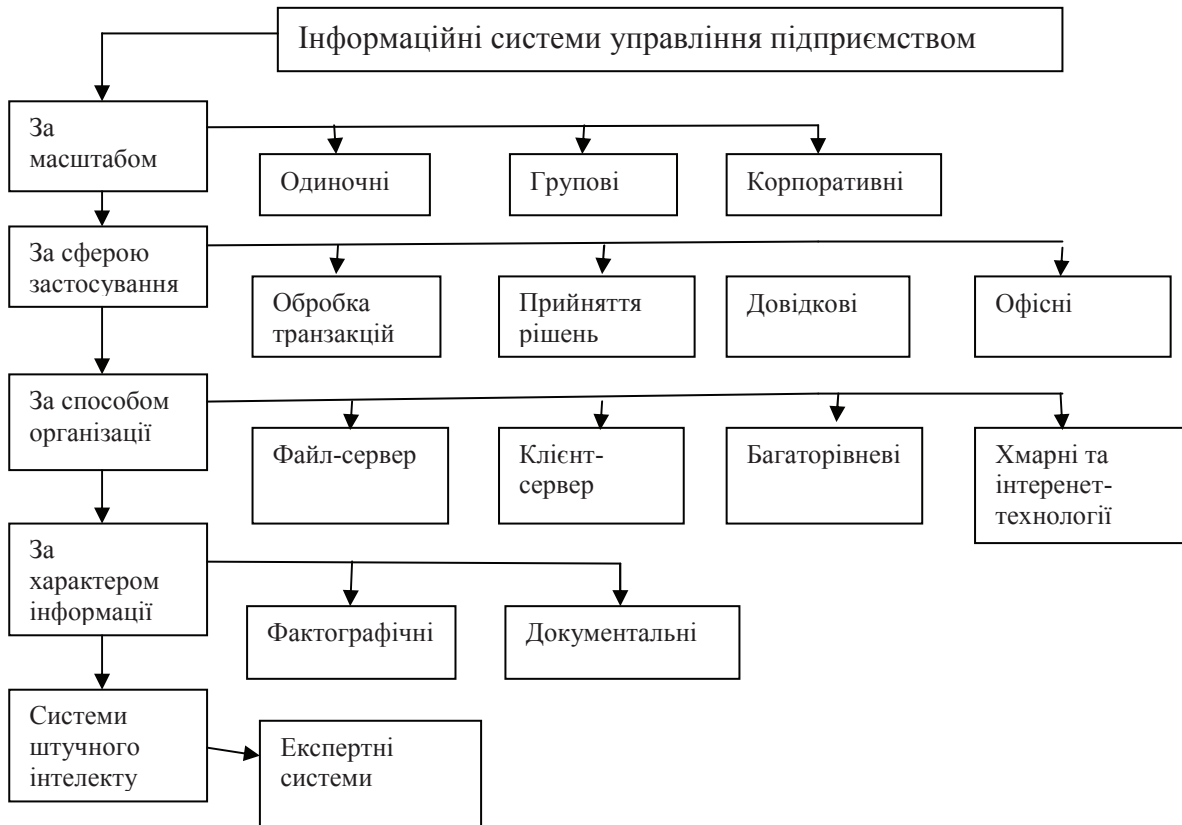 Інформаційні системи управління підприємством
За
масштабом
Одиночні
Групові
Корпоративні
За сферою
застосування
Обробка
транзакцій
Прийняття
рішень
Довідкові
Офісні
За способом
організації
Файл-сервер
Клієнт-
сервер
Багаторівневі
Хмарні та
інтеренет-
технології
За
характером
інформації
Фактографічні
Документальні
Системи
штучного
інтелекту
Експертні
системи